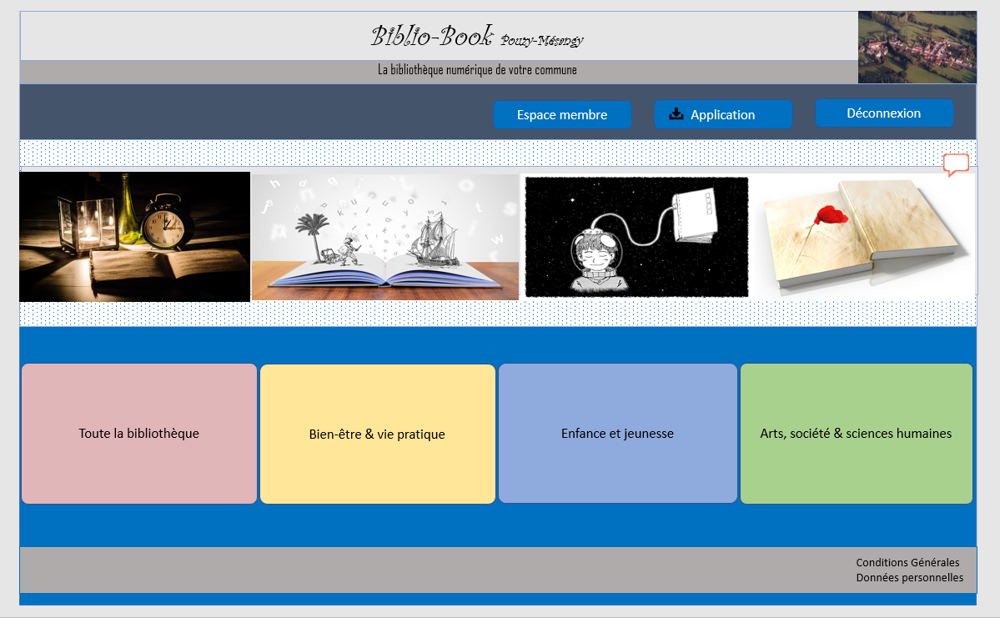 Biblio-Book Pouzy-Mésangy
La bibliothèque numérique de votre commune
Espace membre
Application
Déconnexion
Toute la bibliothèque
Bien-être & vie pratique
Enfance et jeunesse
Arts, société & sciences humaines
Conditions Générales
Données personnelles